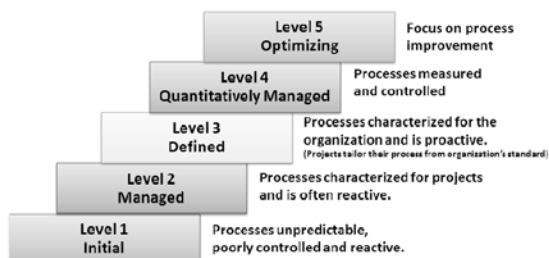 Level 5
Optimizing
Focus on process
improvement
Level 4
Quantitatively Managed
Processes measured
and controlled
Level 3
Defined
Processes characterized for the
organization and is proactive.
(Projects tailor their process from organization's standard)
Level 2
Managed
Processes characterized for projects
and is often reactive.
Level 1
Initial
Processes unpredictable,
poorly controlled and reactive.